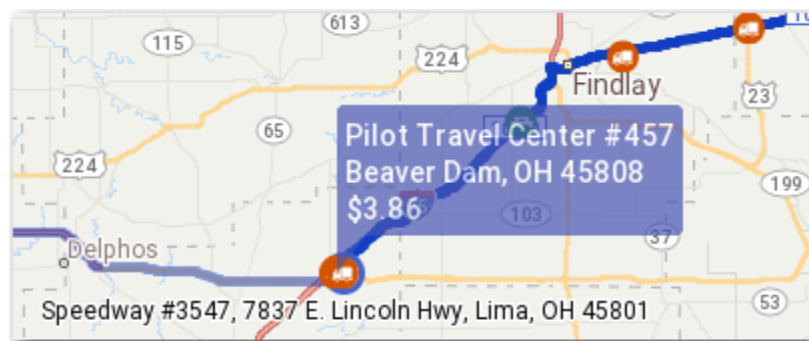 613
115
224
Findlay
10
23
65
Pilot Travel Center #457
Beaver Dam, OH 45808
$3.86
224
199
103
37
Delphos
53
Speedway #3547, 7837 E. Lincoln Hwy, Lima, OH 45801